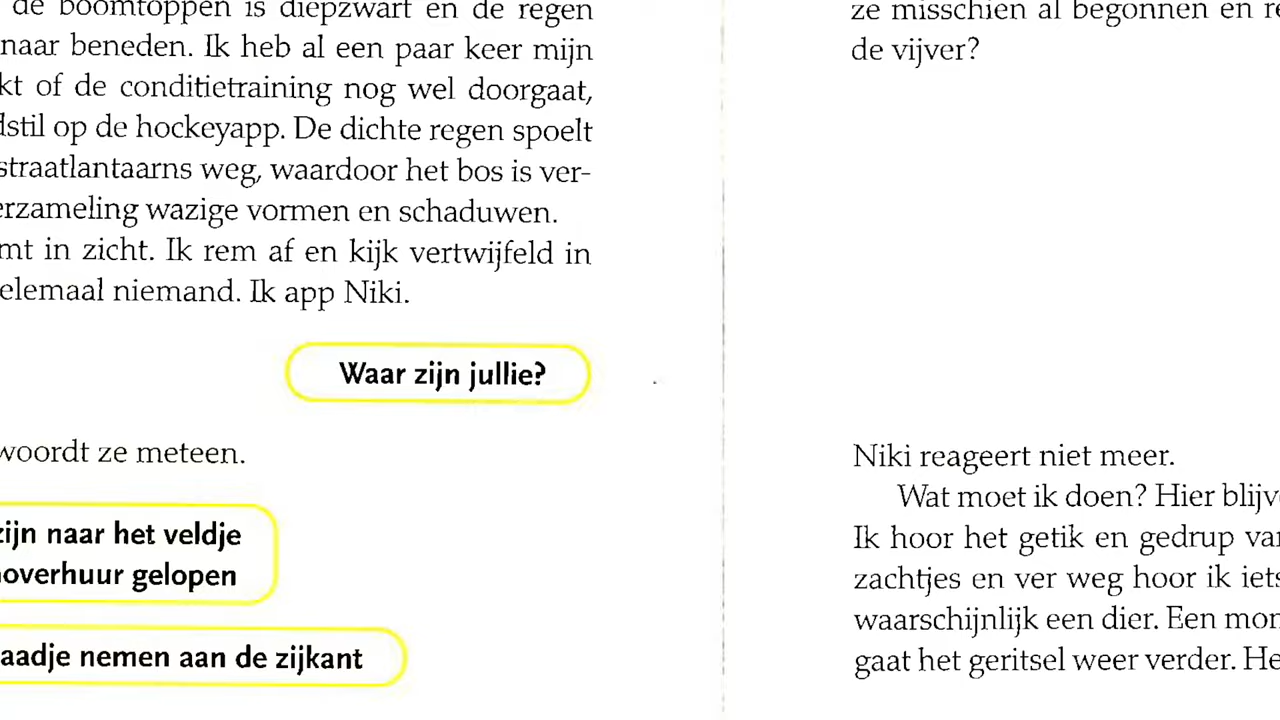 de boomtoppen is diepzwart en de regen
naar beneden. Ik heb al een paar keer mijn
kt of de conditietraining nog wel doorgaat,
dstil op de hockeyapp. De dichte regen spoelt
straatlantaarns weg, waardoor het bos is ver-
erzameling wazige vormen en schaduwen.
mt in zicht. Ik rem af en kijk vertwijfeld in
elemaal niemand. Ik app Niki.
Waar zijn jullie?
woordt ze meteen.
zijn naar het veldje
overhuur gelopen
aadje nemen aan de zijkant
ze misschien al begonnen en re
de vijver?
Niki reageert niet meer.
Wat moet ik doen? Hier blijve
Ik hoor het getik en gedrup van
zachtjes en ver weg hoor ik iets
waarschijnlijk een dier. Een mom
gaat het geritsel weer verder. He